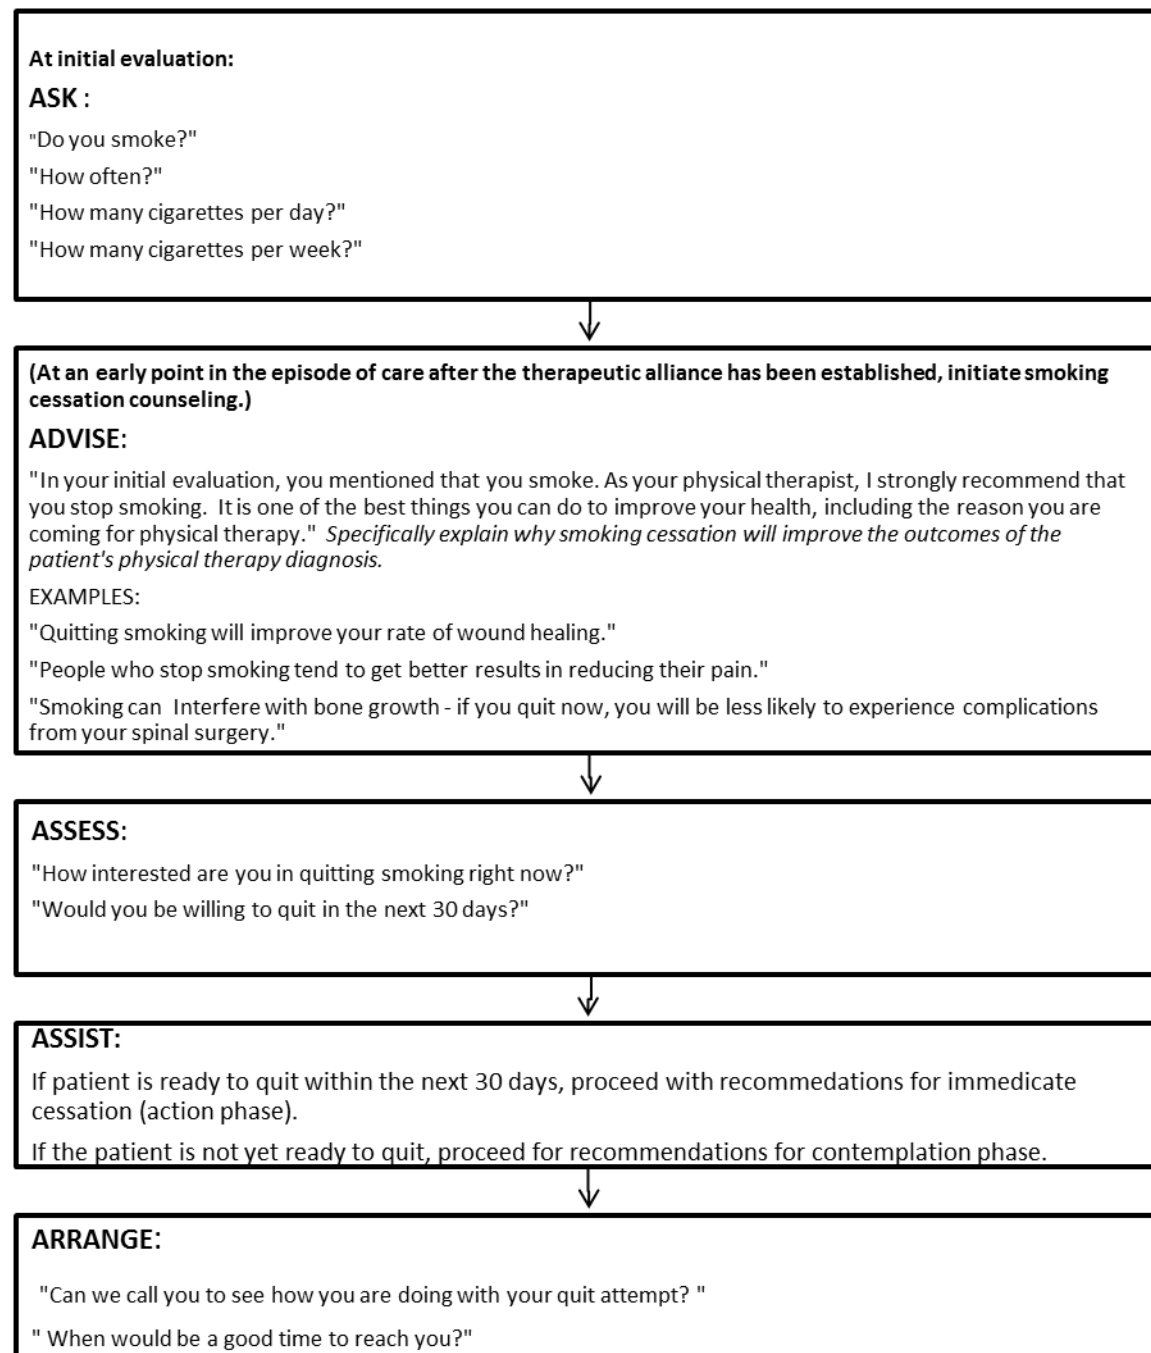 At initial evaluation:
ASK :
"Do you smoke?"
"How often?"
"How many cigarettes per day?"
"How many cigarettes per week?"
(At an early point in the episode of care after the therapeutic alliance has been established, initiate smoking
cessation counseling.)
ADVISE:
"In your initial evaluation, you mentioned that you smoke. As your physical therapist, I strongly recommend that
you stop smoking. It is one of the best things you can do to improve your health, including the reason you are
coming for physical therapy." Specifically explain why smoking cessation will improve the outcomes of the
patient's physical therapy diagnosis.
EXAMPLES:
"Quitting smoking will improve your rate of wound healing."
"People who stop smoking tend to get better results in reducing their pain."
"Smoking can Interfere with bone growth - if you quit now, you will be less likely to experience complications
from your spinal surgery."
ASSESS:
"How interested are you in quitting smoking right now?"
"Would you be willing to quit in the next 30 days?"
ASSIST:
If patient is ready to quit within the next 30 days, proceed with recommedations for immedicate
cessation (action phase).
If the patient is not yet ready to quit, proceed for recommendations for contemplation phase.
ARRANGE:
"Can we call you to see how you are doing with your quit attempt? "
" When would be a good time to reach you?"